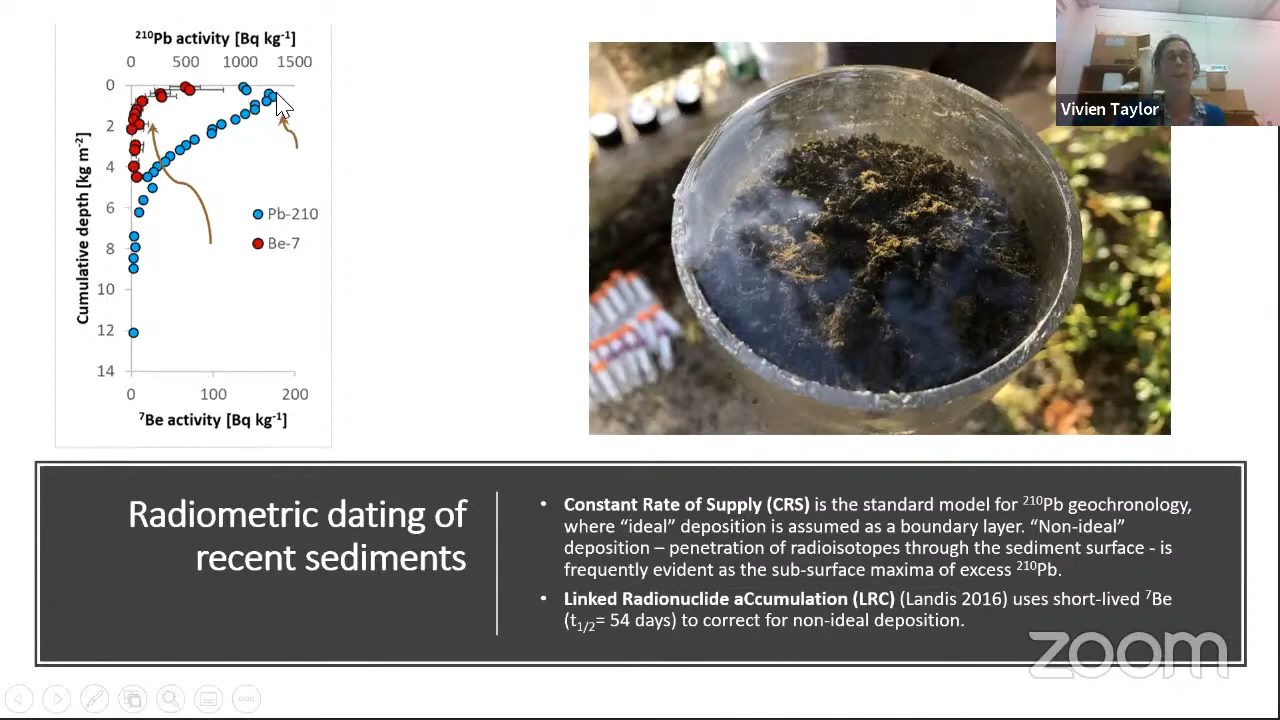 ²¹⁰Pb activity [Bq kg⁻¹]
0 500 1000 1500
0
2
4
6
8
10
12
14
Cumulative depth [kg m⁻²]
Pb-210
Be-7
0 100 200
⁷Be activity [Bq kg⁻¹]
Vivien Taylor
Radiometric dating of
recent sediments
• Constant Rate of Supply (CRS) is the standard model for ²¹⁰Pb geochronology,
where “ideal” deposition is assumed as a boundary layer. “Non-ideal”
deposition – penetration of radioisotopes through the sediment surface - is
frequently evident as the sub-surface maxima of excess ²¹⁰Pb.
• Linked Radionuclide aCcumulation (LRC) (Landis 2016) uses short-lived ⁷Be
(t₁/₂= 54 days) to correct for non-ideal deposition.
zoom